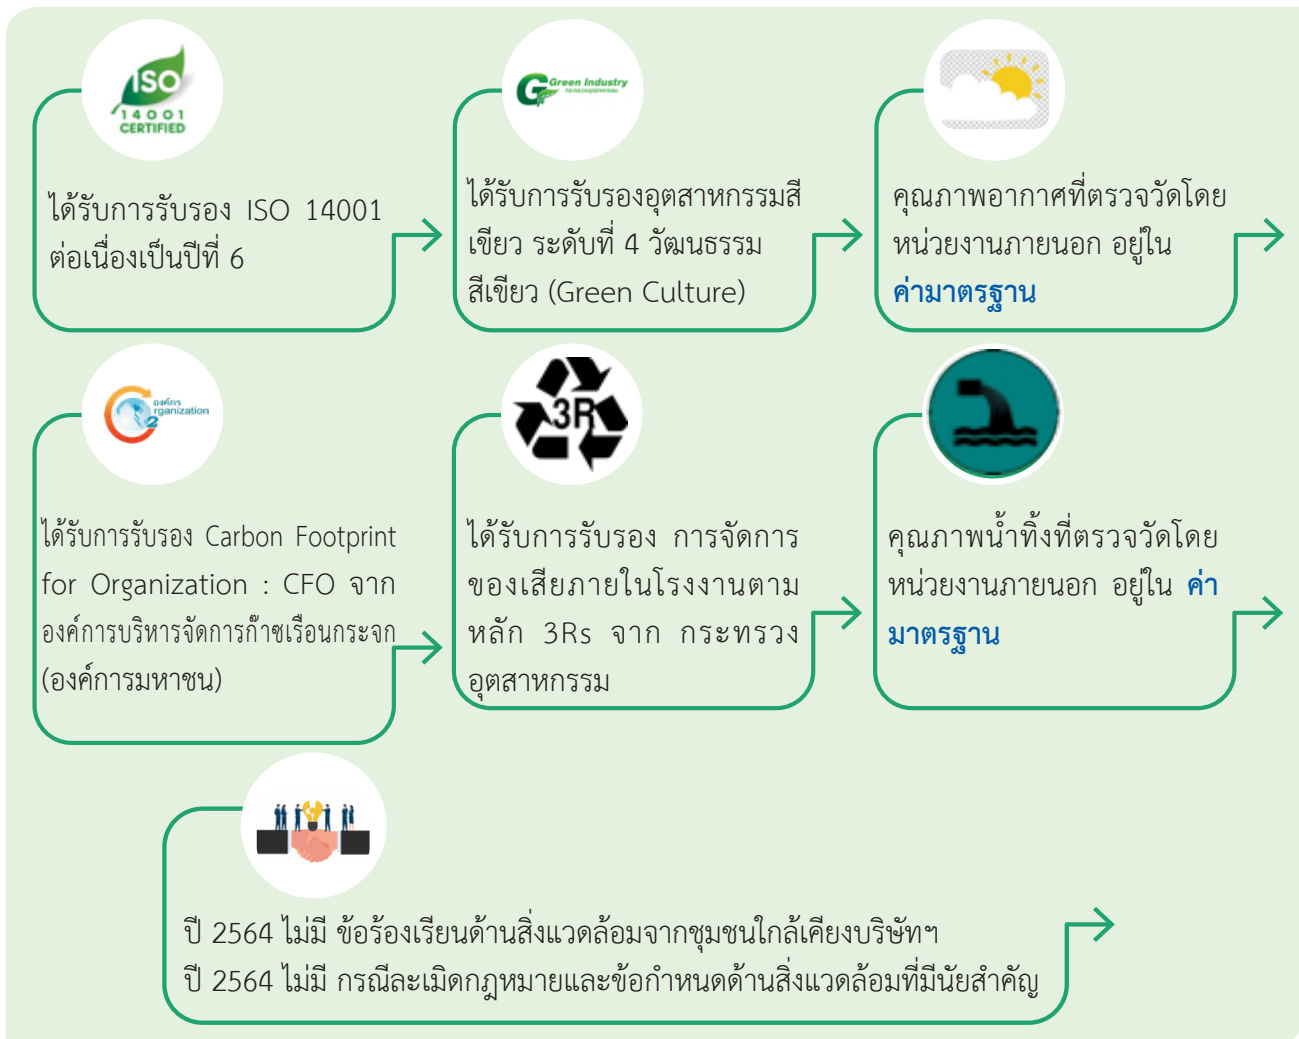 ISO
14001
CERTIFIED
ได้รับการรับรอง ISO 14001
ต่อเนื่องเป็นปีที่ 6
Green Industry
กระทรวงอุตสาหกรรม
ได้รับการรับรองอุตสาหกรรมสี
เขียว ระดับที่ 4 วัฒนธรรม
สีเขียว (Green Culture)
คุณภาพอากาศที่ตรวจวัดโดย
หน่วยงานภายนอก อยู่ใน
ค่ามาตรฐาน
องค์กร
rganization
2
ได้รับการรับรอง Carbon Footprint
for Organization : CFO จาก
องค์การบริหารจัดการก๊าซเรือนกระจก
(องค์การมหาชน)
3R
ได้รับการรับรอง การจัดการ
ของเสียภายในโรงงานตาม
หลัก 3Rs จาก กระทรวง
อุตสาหกรรม
คุณภาพน้ำทิ้งที่ตรวจวัดโดย
หน่วยงานภายนอก อยู่ใน ค่า
มาตรฐาน
ปี 2564 ไม่มี ข้อร้องเรียนด้านสิ่งแวดล้อมจากชุมชนใกล้เคียงบริษัทฯ
ปี 2564 ไม่มี กรณีละเมิดกฎหมายและข้อกำหนดด้านสิ่งแวดล้อมที่มีนัยสำคัญ